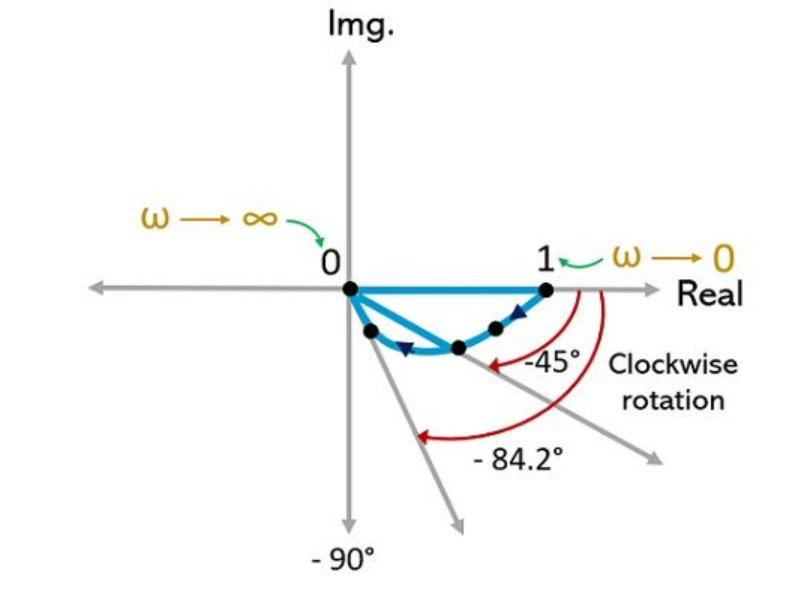 Img.
ω → ∞
0
1
ω → 0
Real
-45°
Clockwise
rotation
- 84.2°
- 90°